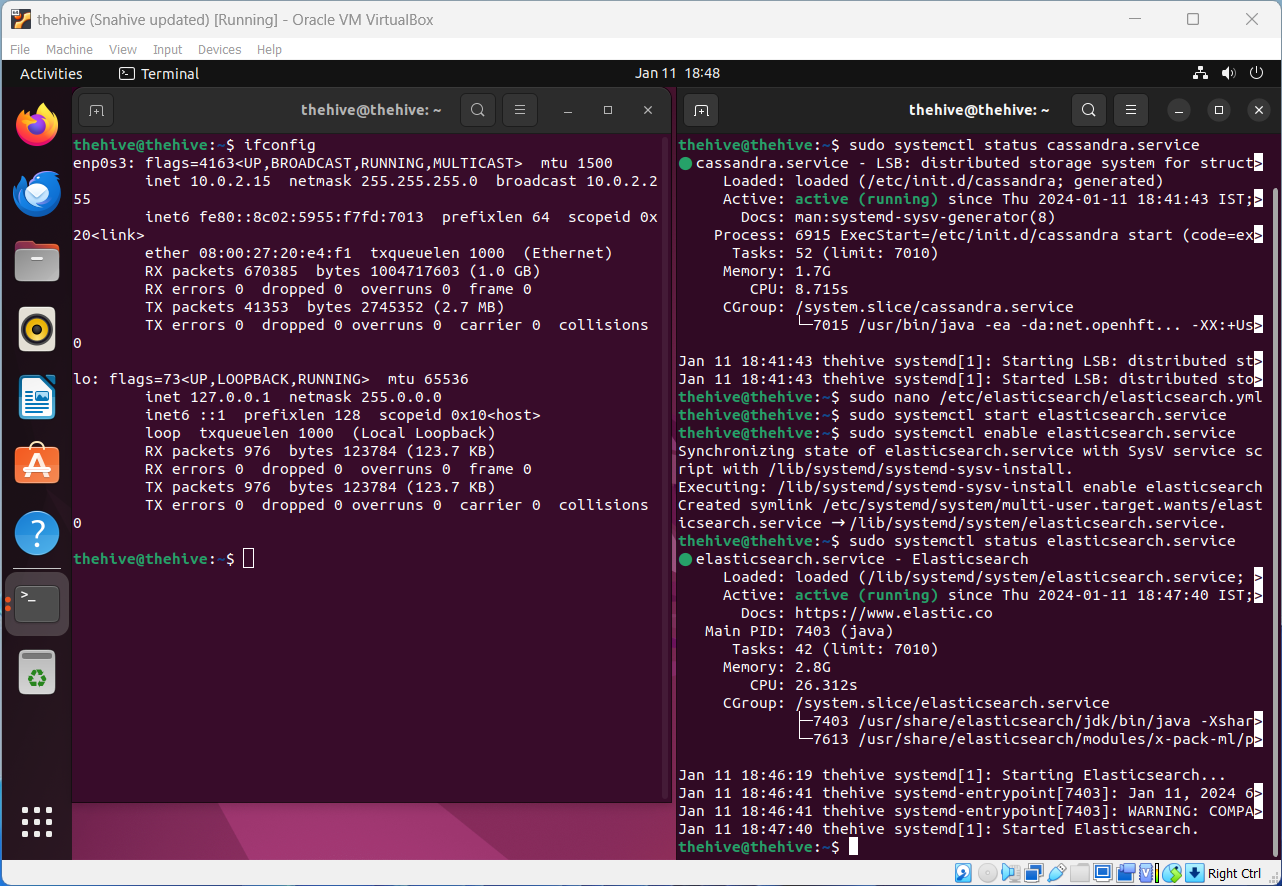 thehive (Snahive updated) [Running] - Oracle VM VirtualBox
File Machine View Input Devices Help
Activities
Terminal
Jan 11 18:48
thehive@thehive: ~
thehive@thehive:~$ ifconfig
enp0s3: flags=4163<UP,BROADCAST,RUNNING,MULTICAST>  mtu 1500
        inet 10.0.2.15  netmask 255.255.255.0  broadcast 10.0.2.2
55
        inet6 fe80::8c02:5955:f7fd:7013  prefixlen 64  scopeid 0x
20<link>
        ether 08:00:27:20:e4:f1  txqueuelen 1000  (Ethernet)
        RX packets 670385  bytes 1004717603 (1.0 GB)
        RX errors 0  dropped 0  overruns 0  frame 0
        TX packets 41353  bytes 2745352 (2.7 MB)
        TX errors 0  dropped 0 overruns 0  carrier 0  collisions
0
lo: flags=73<UP,LOOPBACK,RUNNING>  mtu 65536
        inet 127.0.0.1  netmask 255.0.0.0
        inet6 ::1  prefixlen 128  scopeid 0x10<host>
        loop  txqueuelen 1000  (Local Loopback)
        RX packets 976  bytes 123784 (123.7 KB)
        RX errors 0  dropped 0  overruns 0  frame 0
        TX packets 976  bytes 123784 (123.7 KB)
        TX errors 0  dropped 0 overruns 0  carrier 0  collisions
0
thehive@thehive:~$
thehive@thehive: ~
thehive@thehive:~$ sudo systemctl status cassandra.service
● cassandra.service - LSB: distributed storage system for struct>
     Loaded: loaded (/etc/init.d/cassandra; generated)
     Active: active (running) since Thu 2024-01-11 18:41:43 IST;>
       Docs: man:systemd-sysv-generator(8)
    Process: 6915 ExecStart=/etc/init.d/cassandra start (code=ex>
      Tasks: 52 (limit: 7010)
     Memory: 1.7G
        CPU: 8.715s
     CGroup: /system.slice/cassandra.service
             └─7015 /usr/bin/java -ea -da:net.openhft... -XX:+Us>
Jan 11 18:41:43 thehive systemd[1]: Starting LSB: distributed st>
Jan 11 18:41:43 thehive systemd[1]: Started LSB: distributed sto>
thehive@thehive:~$ sudo nano /etc/elasticsearch/elasticsearch.yml
thehive@thehive:~$ sudo systemctl start elasticsearch.service
thehive@thehive:~$ sudo systemctl enable elasticsearch.service
Synchronizing state of elasticsearch.service with SysV service sc
ript with /lib/systemd/systemd-sysv-install.
Executing: /lib/systemd/systemd-sysv-install enable elasticsearch
Created symlink /etc/systemd/system/multi-user.target.wants/elast
icsearch.service → /lib/systemd/system/elasticsearch.service.
thehive@thehive:~$ sudo systemctl status elasticsearch.service
● elasticsearch.service - Elasticsearch
     Loaded: loaded (/lib/systemd/system/elasticsearch.service; >
     Active: active (running) since Thu 2024-01-11 18:47:40 IST;>
       Docs: https://www.elastic.co
   Main PID: 7403 (java)
      Tasks: 42 (limit: 7010)
     Memory: 2.8G
        CPU: 26.312s
     CGroup: /system.slice/elasticsearch.service
             ├─7403 /usr/share/elasticsearch/jdk/bin/java -Xshar>
             └─7613 /usr/share/elasticsearch/modules/x-pack-ml/p>
Jan 11 18:46:19 thehive systemd[1]: Starting Elasticsearch...
Jan 11 18:46:41 thehive systemd-entrypoint[7403]: Jan 11, 2024 6>
Jan 11 18:46:41 thehive systemd-entrypoint[7403]: WARNING: COMPA>
Jan 11 18:47:40 thehive systemd[1]: Started Elasticsearch.
thehive@thehive:~$
Right Ctrl